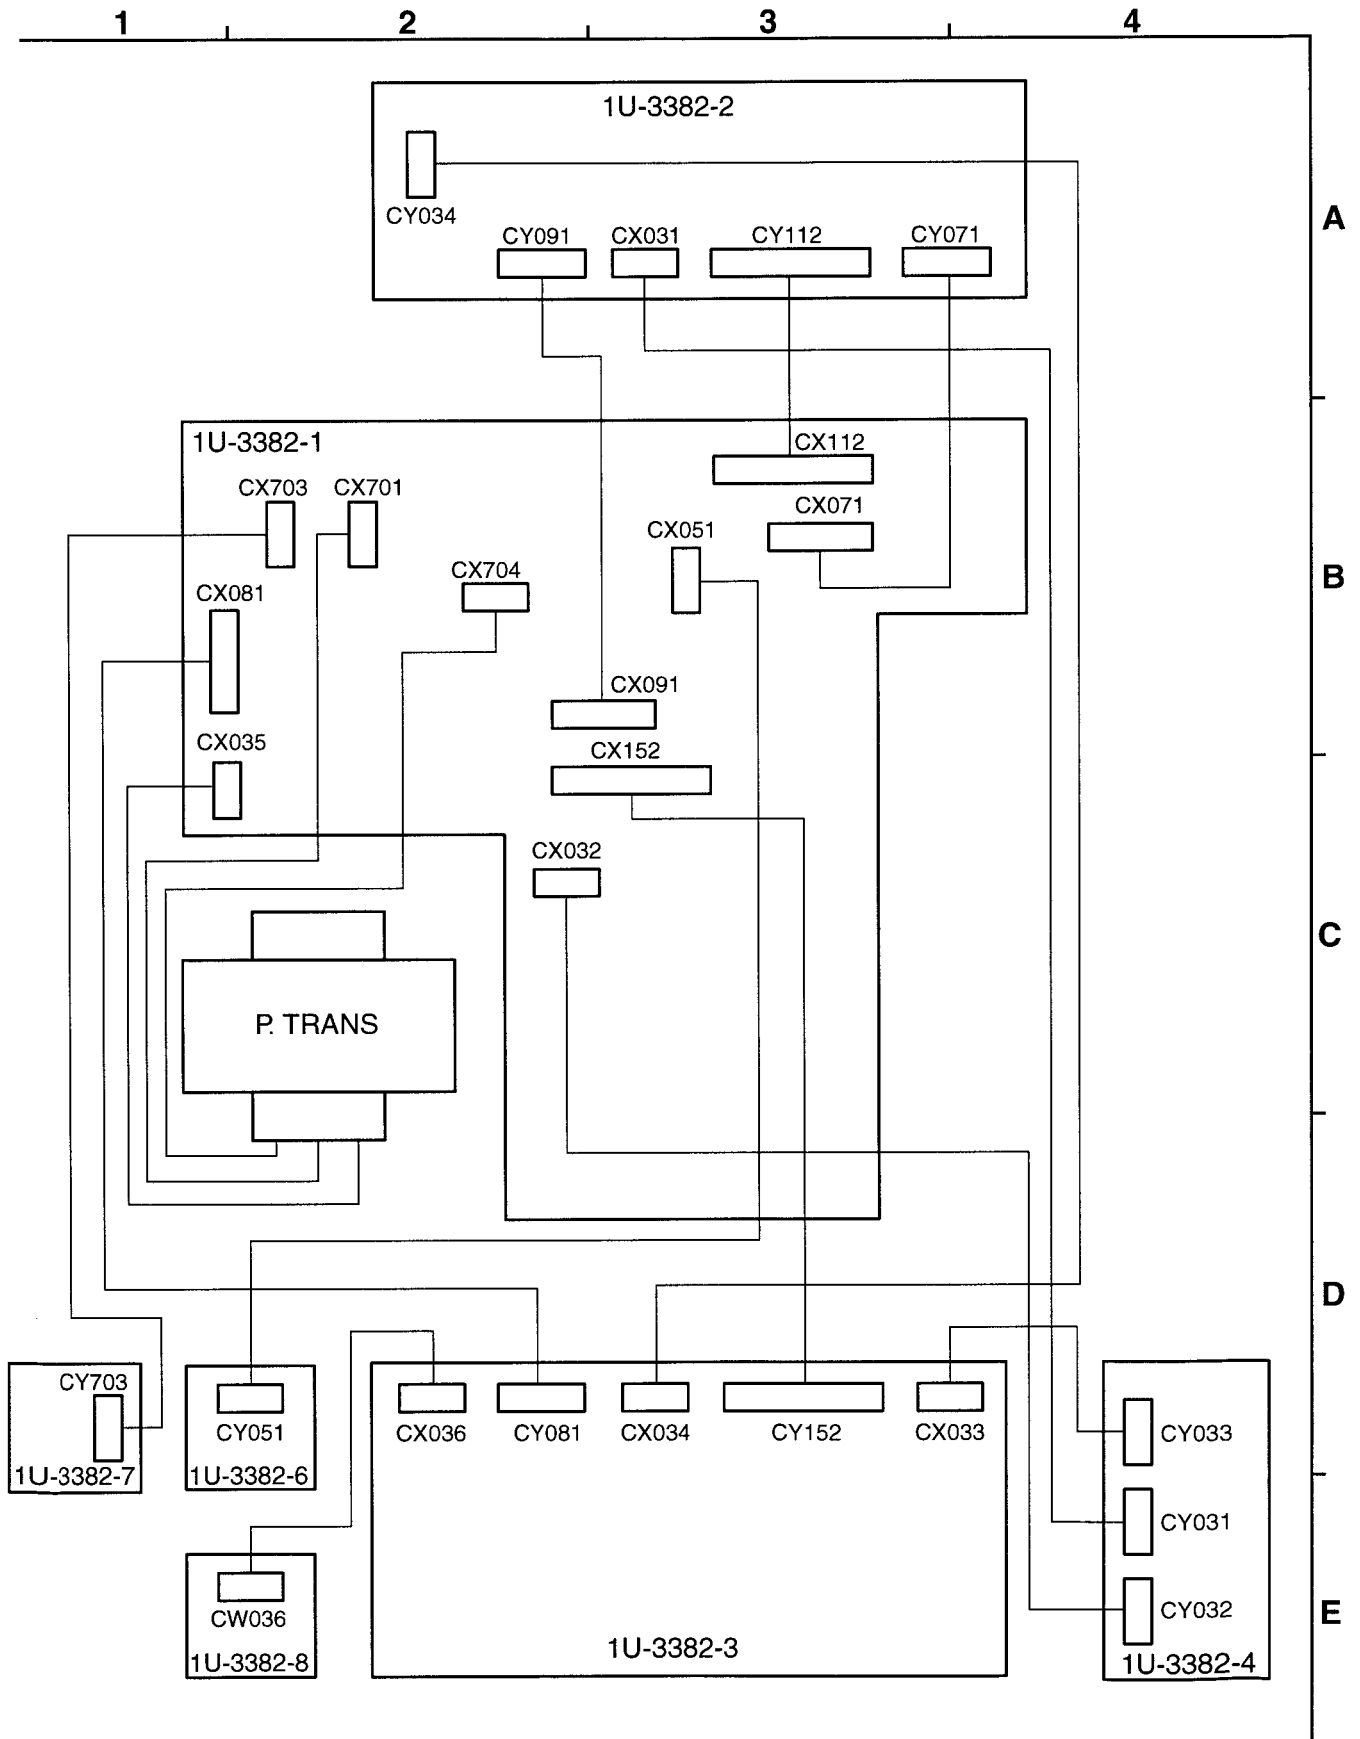 1 2 3 4
1U-3382-2
CY034
A
CY091 CX031 CY112 CY071
1U-3382-1
CX112
CX703 CX701
CX071
CX051
CX704
B
CX081
CX091
CX035
CX152
CX032
C
P. TRANS
D
CY703
CY051 CX036 CY081 CX034 CY152 CX033 CY033
1U-3382-7 1U-3382-6
CY031
CW036
CY032
E
1U-3382-8
1U-3382-3
1U-3382-4